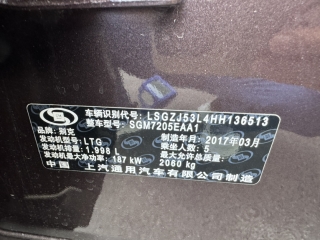 车辆识别代号: LSGZJ53L4HH136513
整车型号: SGM7205EAA1
品牌: 别克 制造年月: 2017年03月
发动机型号: LTG 乘坐人数: 5
发动机排量: 1.998 L 最大允许总质量:
发动机最大净功率: 187 kW 2060 kg
中国 上汽通用汽车有限公司制造